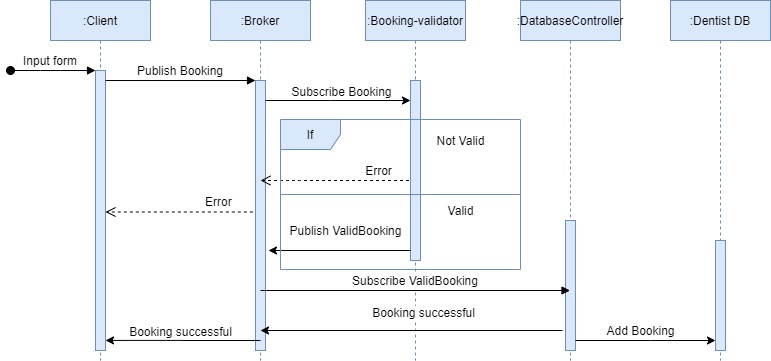 :Client
:Broker
:Booking-validator
:DatabaseController
:Dentist DB
Input form
Publish Booking
Subscribe Booking
If
Not Valid
Error
Error
Valid
Publish ValidBooking
Subscribe ValidBooking
Booking successful
Booking successful
Add Booking